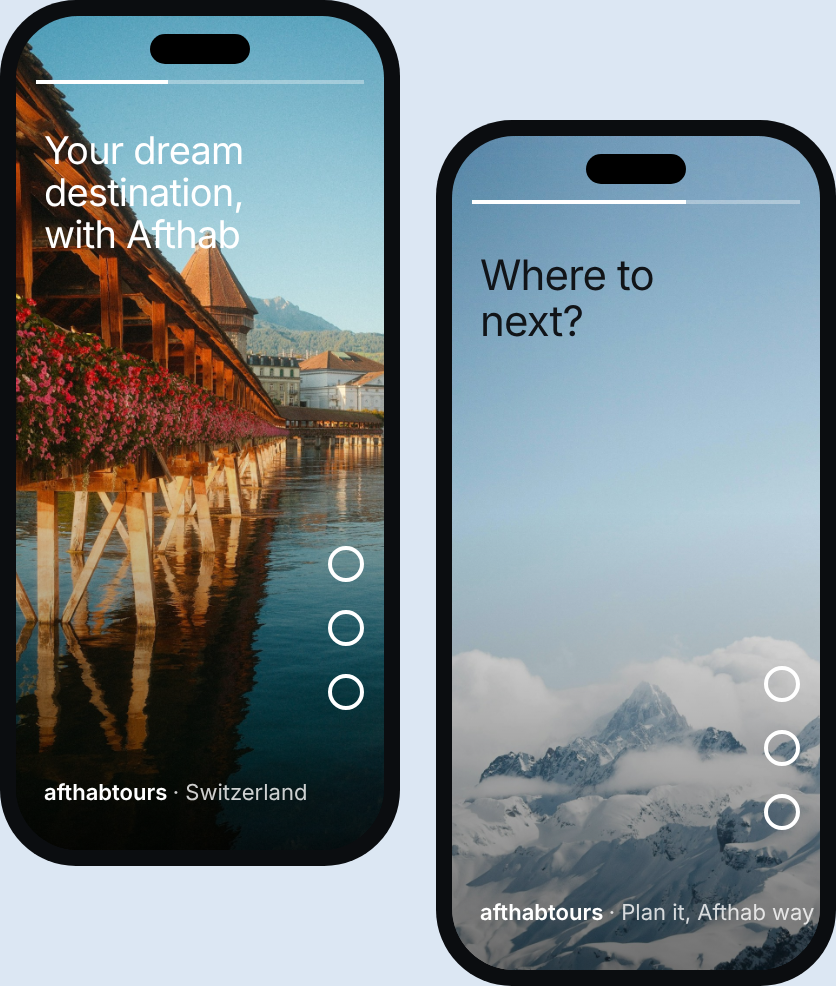 Your dream
destination,
with Afthab
afthabtours · Switzerland
Where to
next?
afthabtours · Plan it, Afthab way